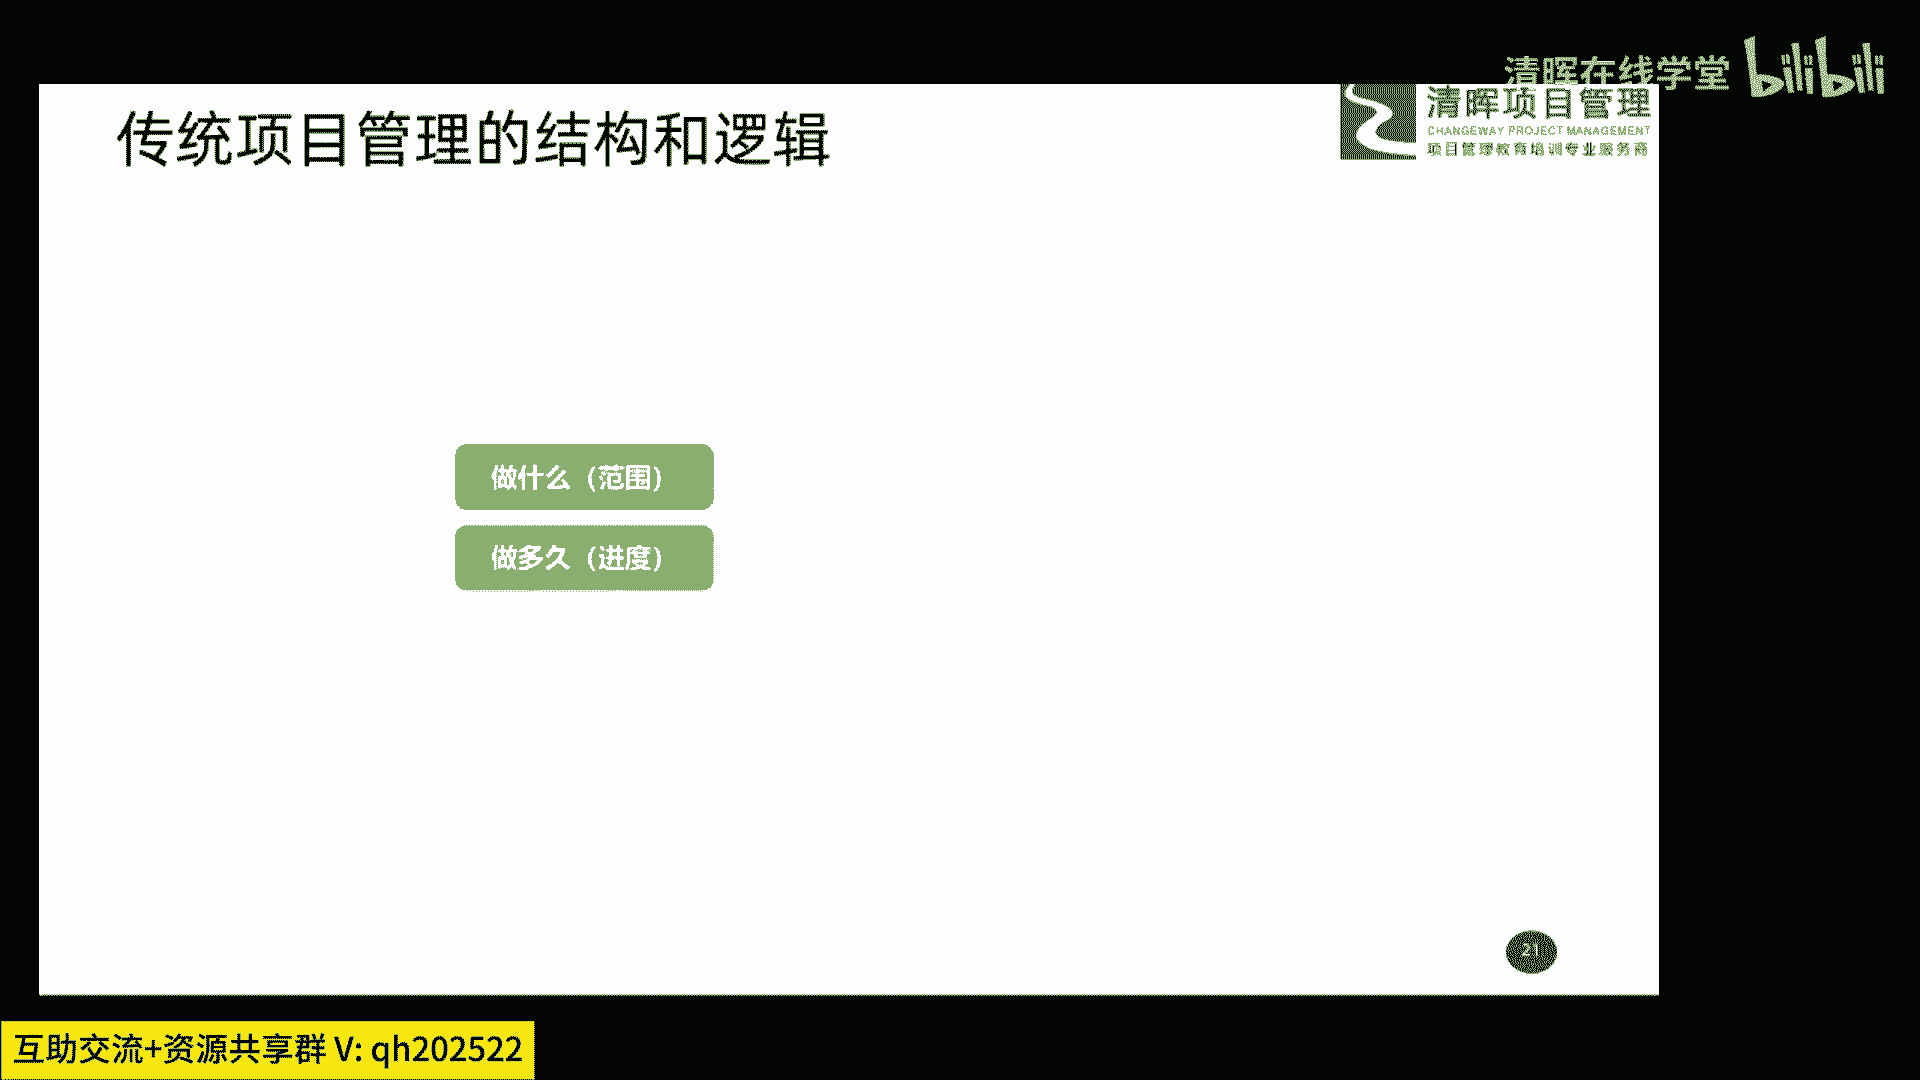 清晖在线学堂 bilibili
传统项目管理的结构和逻辑
清晖项目管理
CHANGEWAY PROJECT MANAGEMENT
项目管理教育培训专业服务商
做什么（范围）
做多久（进度）
21
互助交流+资源共享群 V: qh202522